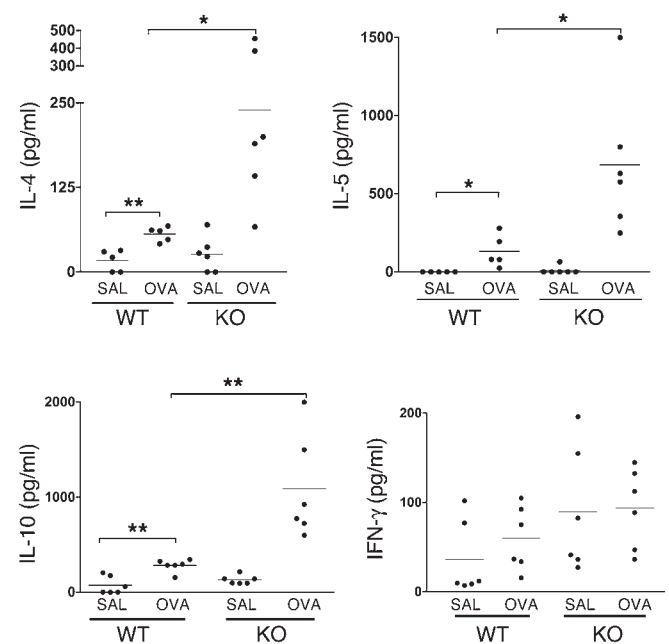 IL-4 (pg/ml)
500
400
300
250
125
0
*
**
SAL OVA SAL OVA
WT KO
IL-5 (pg/ml)
1500
1000
500
0
*
*
SAL OVA SAL OVA
WT KO
IL-10 (pg/ml)
2000
1000
0
**
**
SAL OVA SAL OVA
WT KO
IFN-γ (pg/ml)
200
100
0
SAL OVA SAL OVA
WT KO